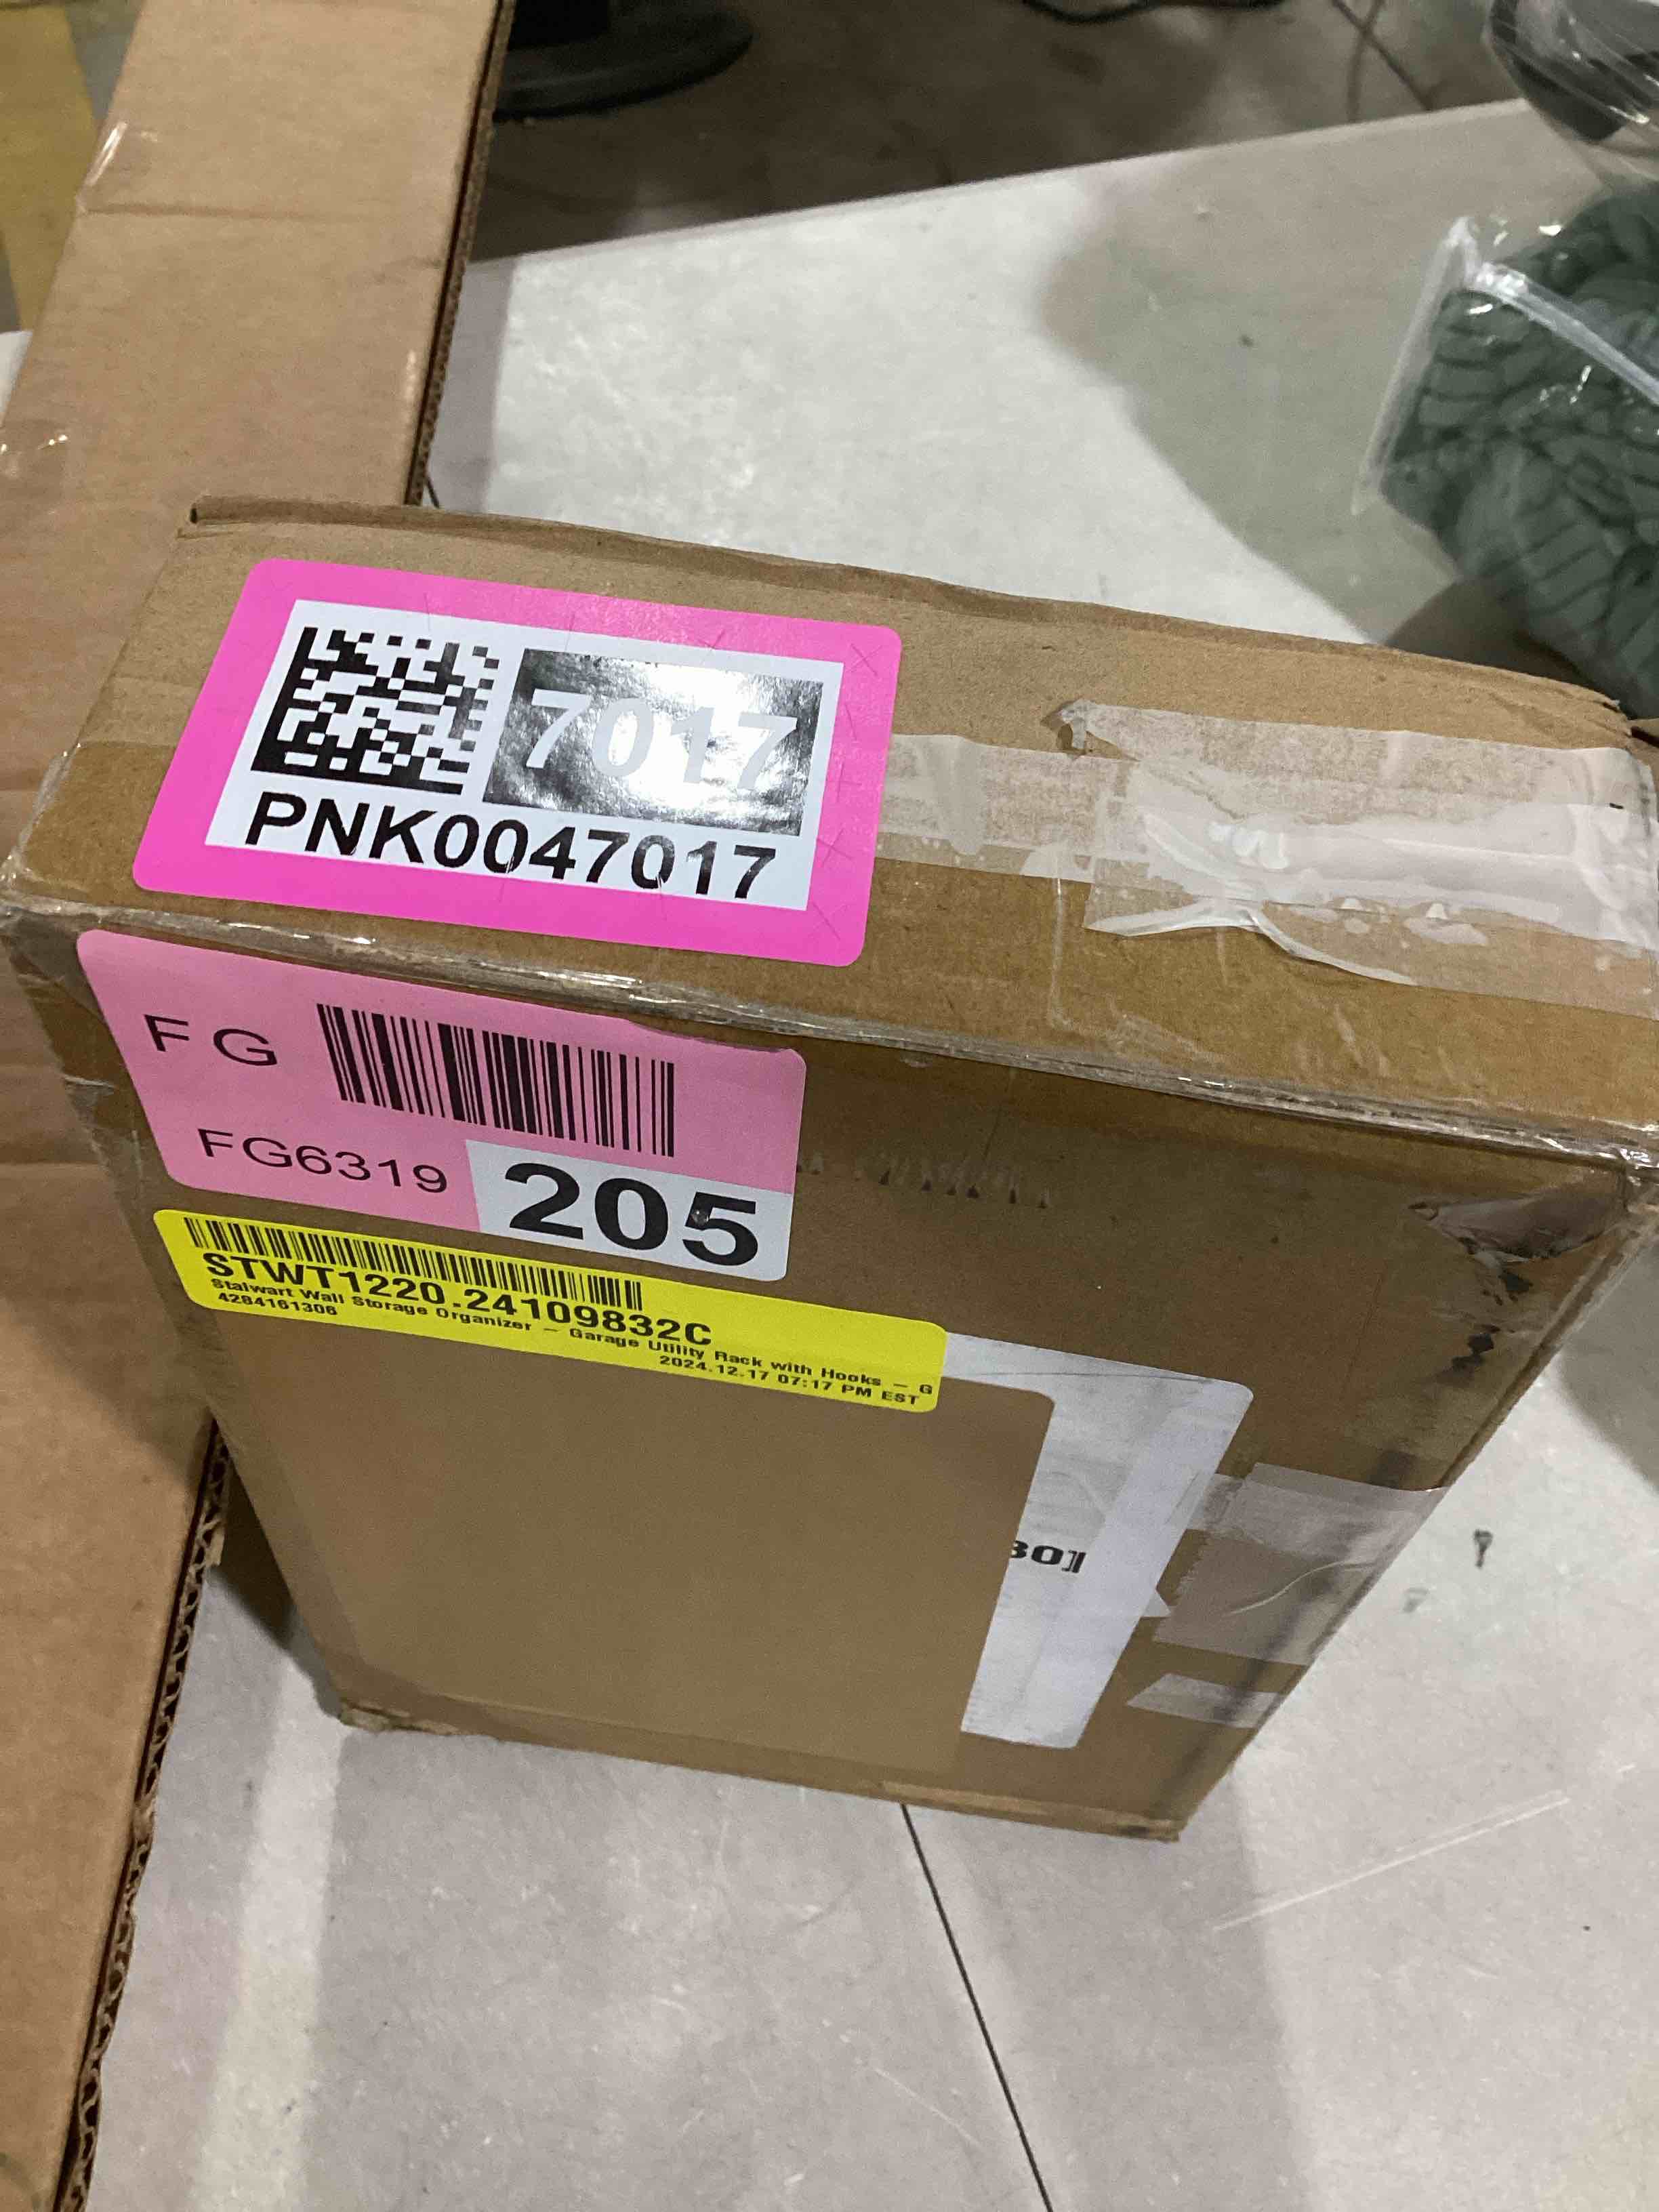 7017
PNK0047017
FG
FG6319
205
STWT1220.24109832C
Stalwart Wall Storage Organizer – Garage Utility Rack with Hooks – G
4284161306
2024.12.17 07:17 PM EST
30]